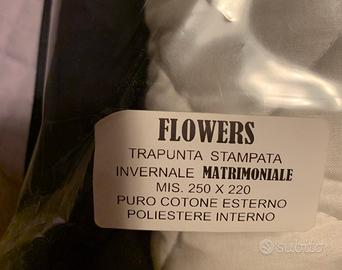 FLOWERS
TRAPUNTA STAMPATA
INVERNALE MATRIMONIALE
MIS. 250 X 220
PURO COTONE ESTERNO
POLIESTERE INTERNO
subito